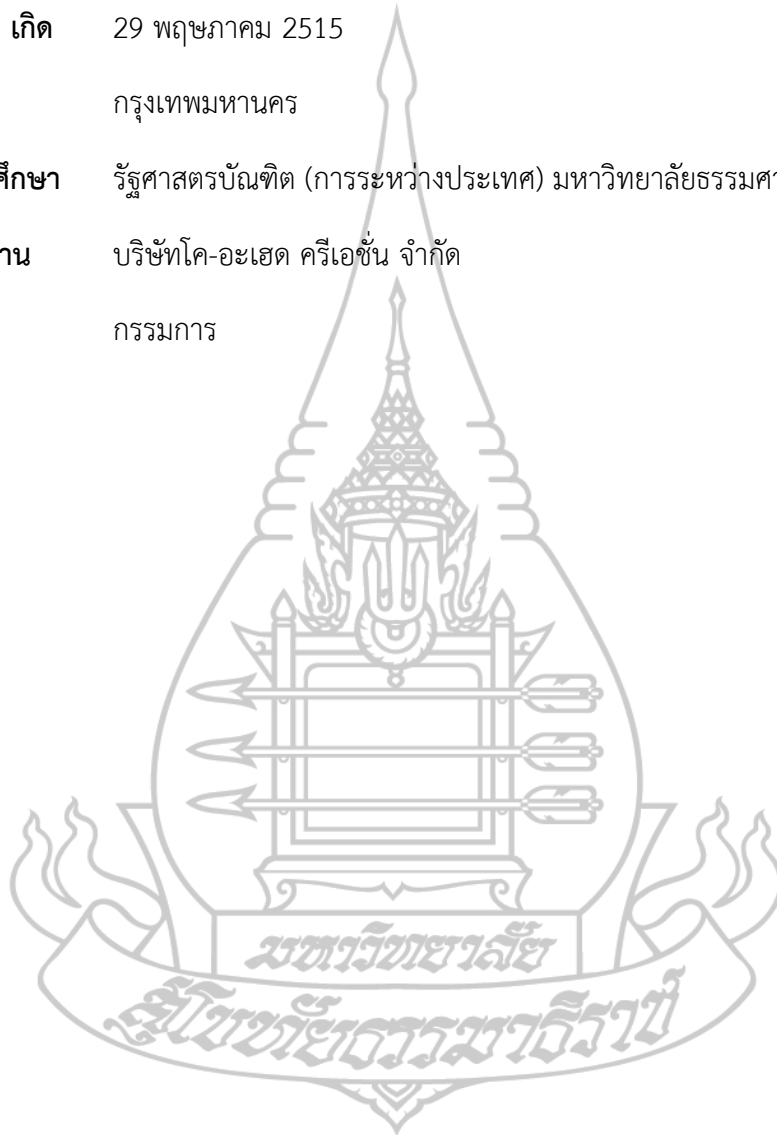 เกิด 29 พฤษภาคม 2515
กรุงเทพมหานคร
ศึกษา รัฐศาสตรบัณฑิต (การระหว่างประเทศ) มหาวิทยาลัยธรรมศา
าน บริษัทโค-อะเฮด ครีเอชั่น จำกัด
กรรมการ
มหาวิทยาลัย
สุโขทัยธรรมาธิราช